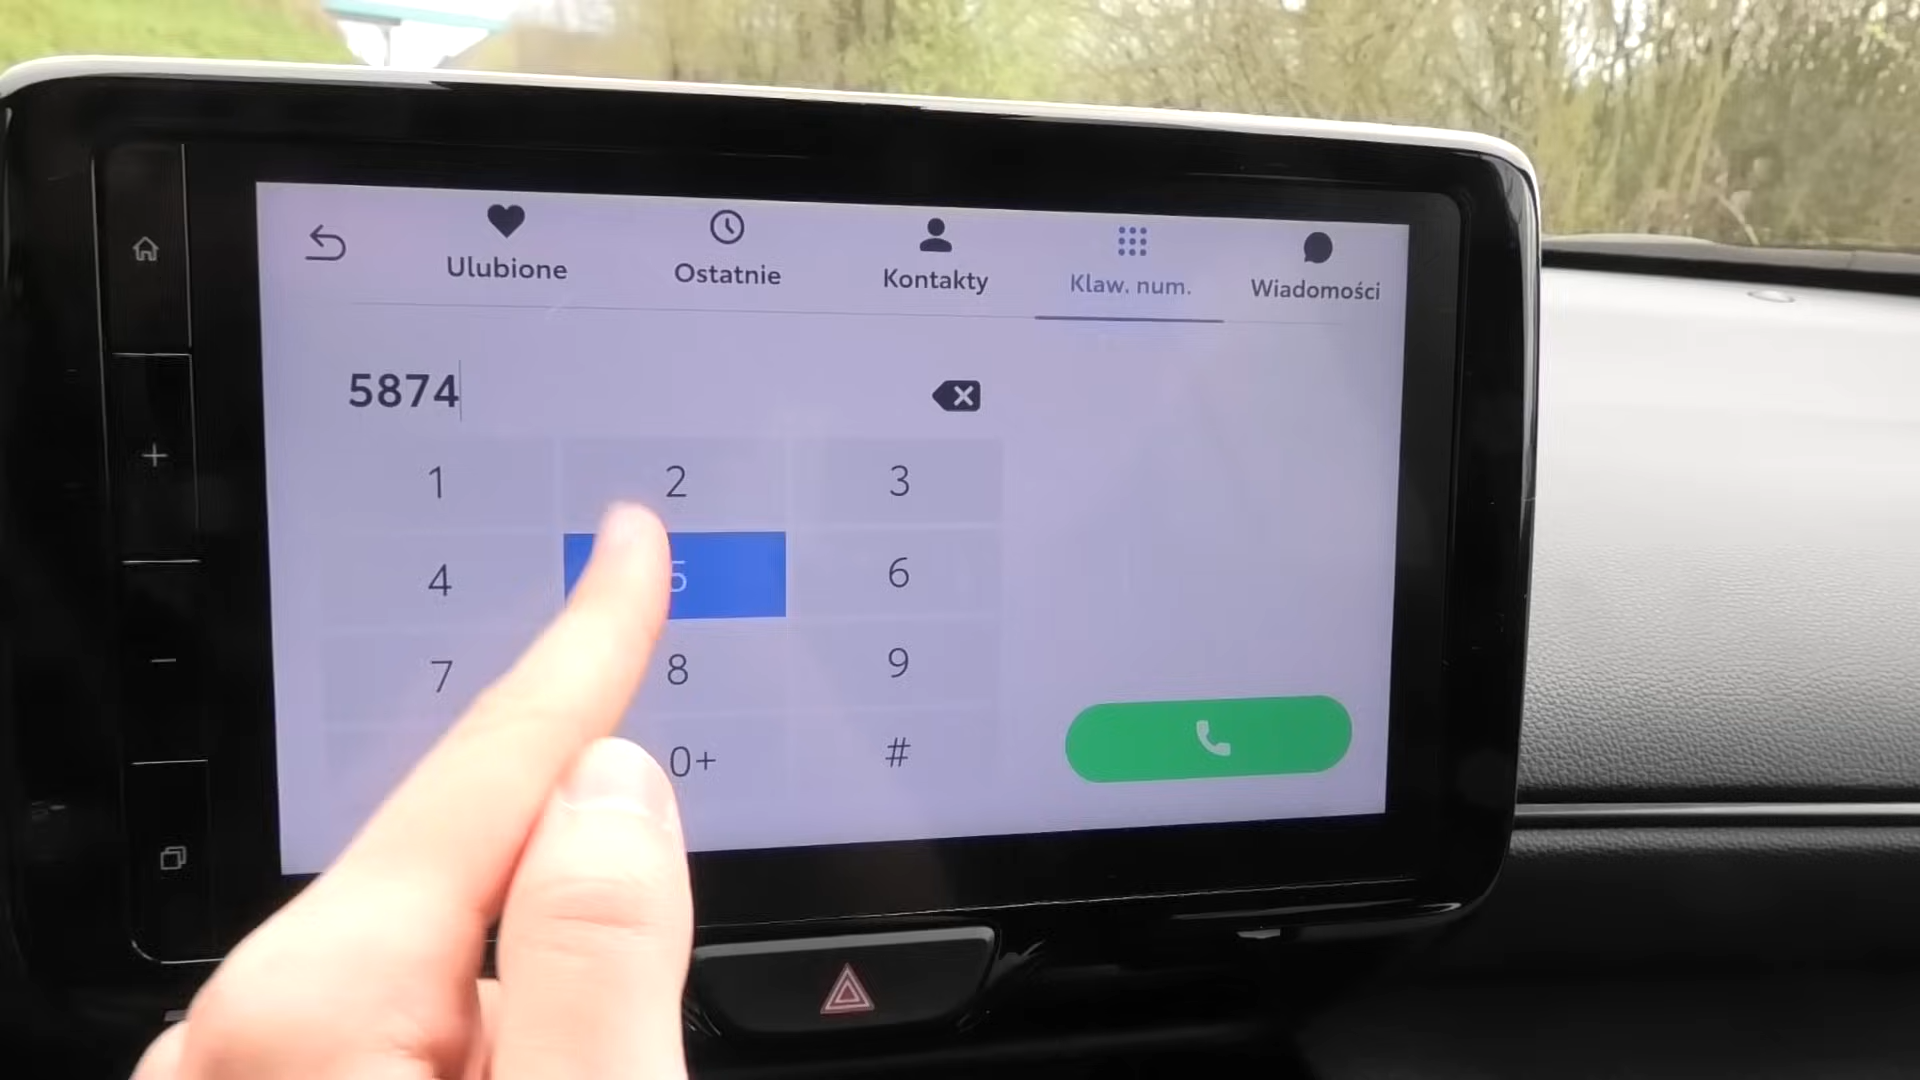 Ulubione
Ostatnie
Kontakty
Klaw. num.
Wiadomości
5874
1 2 3
4 5 6
7 8 9
0+ #